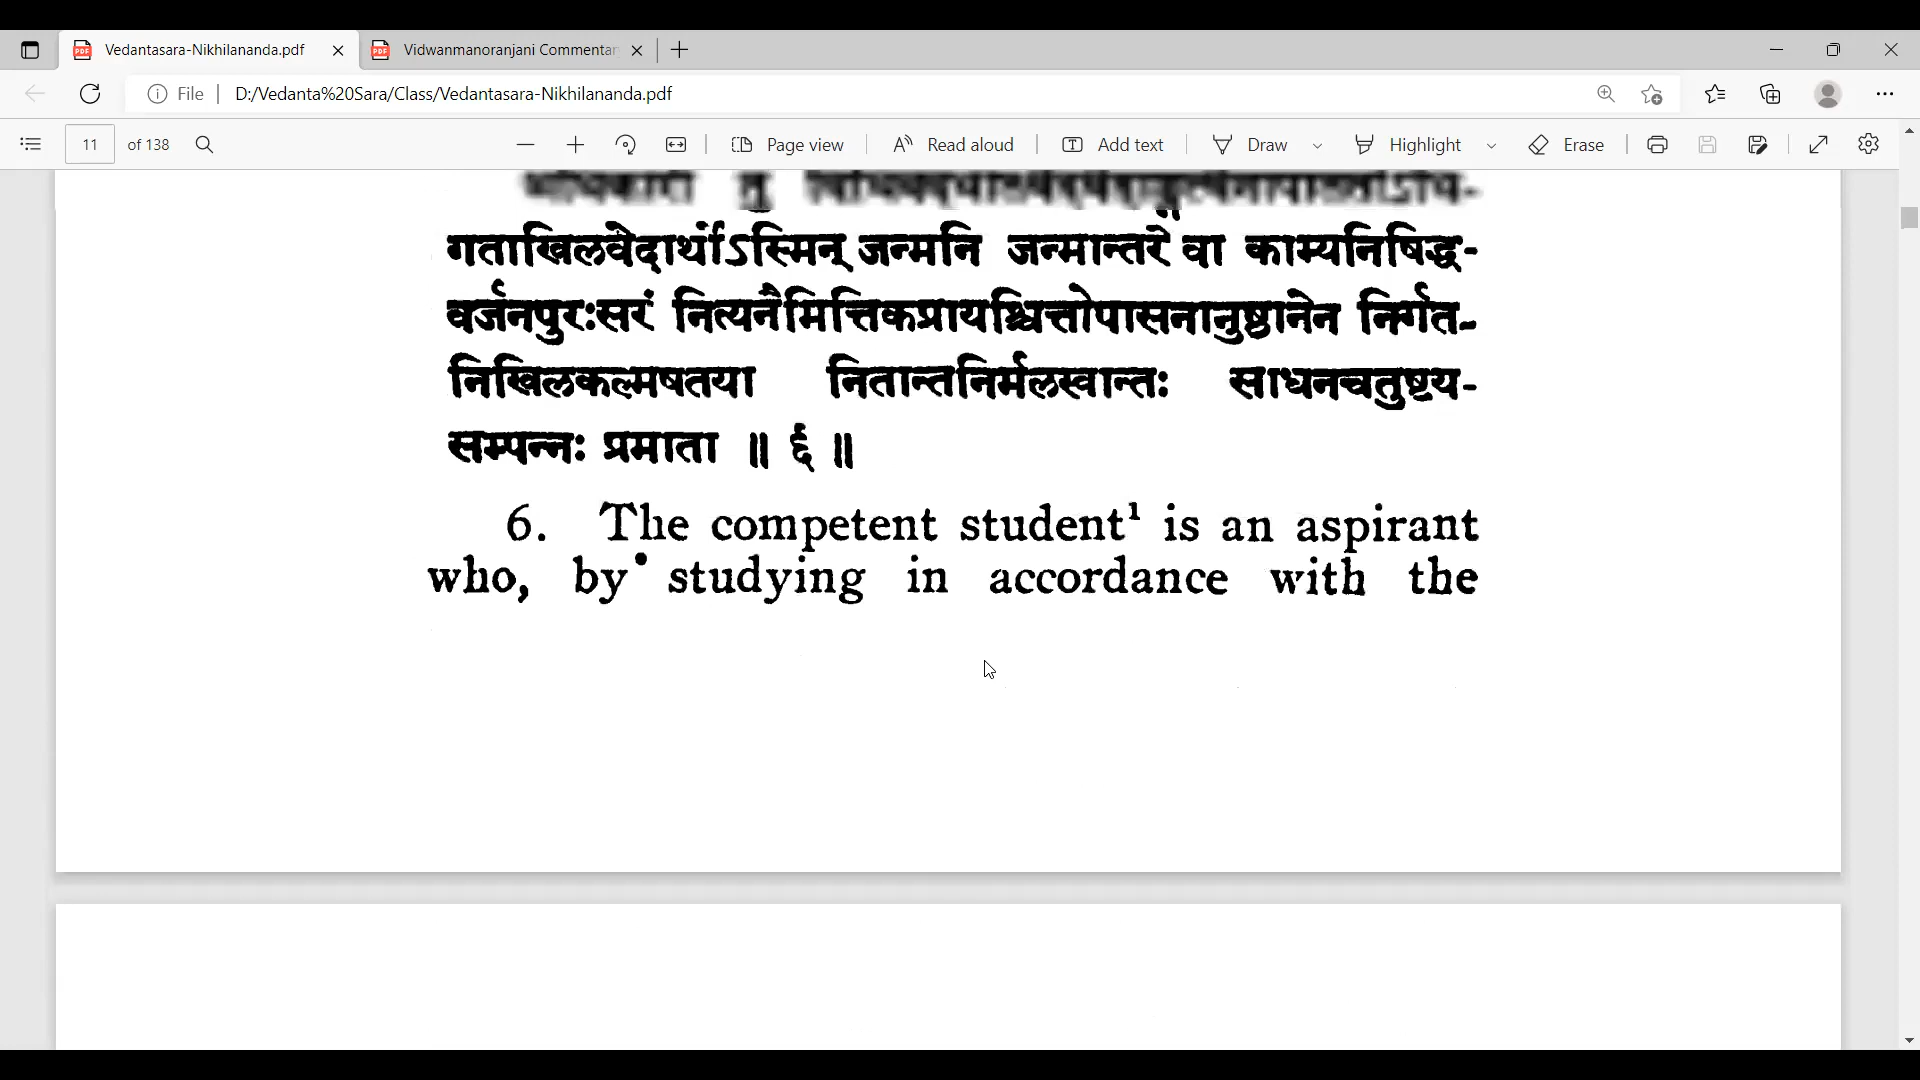 Vedantasara-Nikhilananda.pdf
Vidwanmanoranjani Commentar
File
D:/Vedanta%20Sara/Class/Vedantasara-Nikhilananda.pdf
11 of 138 Page view Read aloud Add text Draw Highlight Erase
गताखिलवेदार्थोऽस्मिन् जन्मनि जन्मान्तरे वा काम्यनिषिद्ध-
वर्जनपुरःसरं नित्यनैमित्तिकप्रायश्चित्तोपासनानुष्ठानेन निर्गत-
निखिलकल्मषतया नितान्तनिर्मलस्वान्तः साधनचतुष्टय-
सम्पन्नः प्रमाता ॥ ६ ॥
6. The competent student¹ is an aspirant
who, by studying in accordance with the